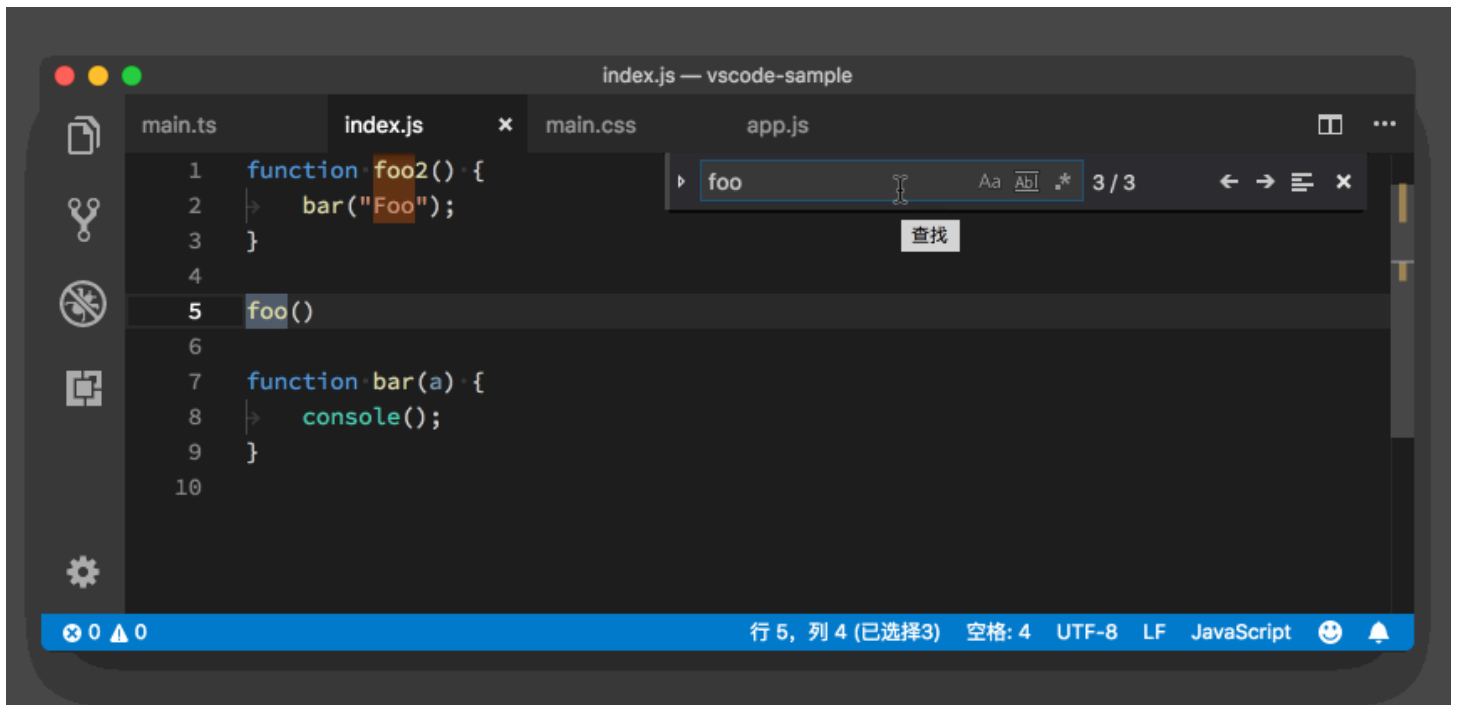 index.js — vscode-sample
main.ts index.js × main.css app.js
foo Aa Abl .* 3 / 3
查找
1 function foo2() {
2 bar("Foo");
3 }
4
5 foo()
6
7 function bar(a) {
8 console();
9 }
10
0 0 行 5，列 4 (已选择3) 空格: 4 UTF-8 LF JavaScript